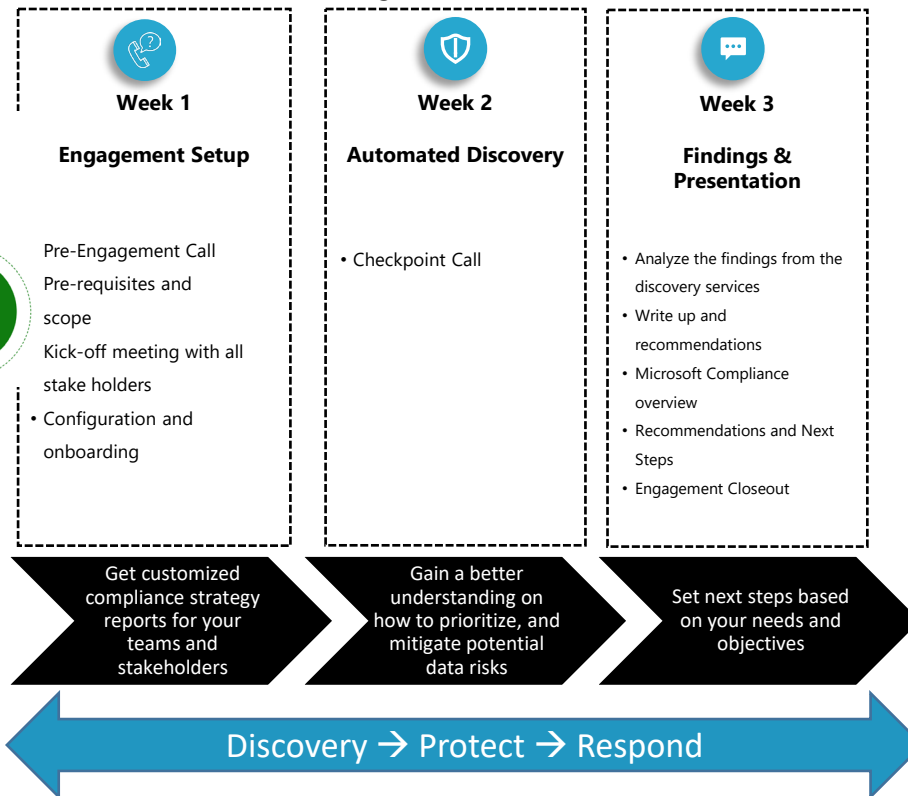 ?
Week 1
Engagement Setup
Pre-Engagement Call
Pre-requisites and
scope
Kick-off meeting with all
stake holders
• Configuration and
onboarding
Week 2
Automated Discovery
• Checkpoint Call
Week 3
Findings &
Presentation
• Analyze the findings from the
discovery services
• Write up and
recommendations
• Microsoft Compliance
overview
• Recommendations and Next
Steps
• Engagement Closeout
Get customized
compliance strategy
reports for your
teams and
stakeholders
Gain a better
understanding on
how to prioritize, and
mitigate potential
data risks
Set next steps based
on your needs and
objectives
Discovery → Protect → Respond